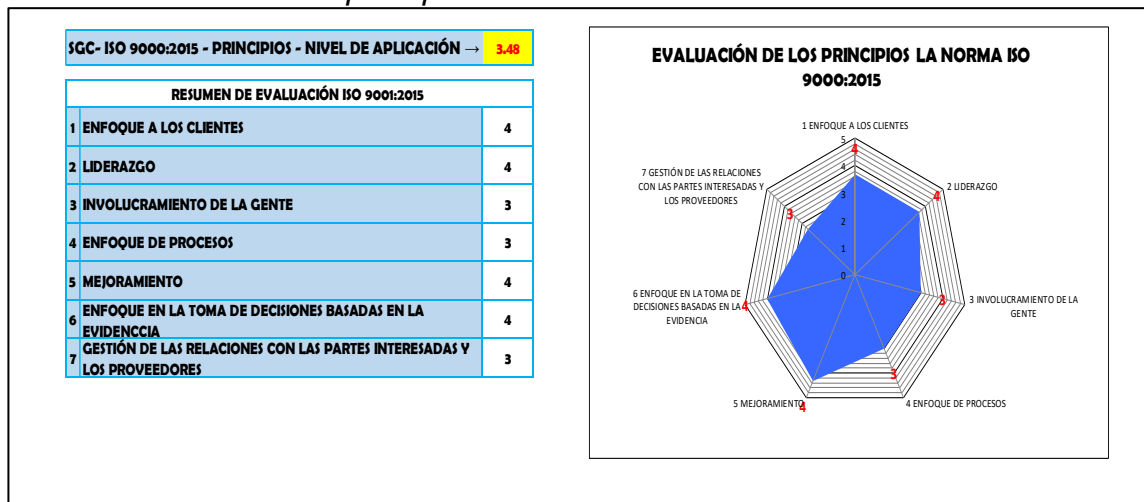 SGC- ISO 9000:2015 - PRINCIPIOS - NIVEL DE APLICACIÓN → 3.48
RESUMEN DE EVALUACIÓN ISO 9001:2015
1 ENFOQUE A LOS CLIENTES 4
2 LIDERAZGO 4
3 INVOLUCRAMIENTO DE LA GENTE 3
4 ENFOQUE DE PROCESOS 3
5 MEJORAMIENTO 4
6 ENFOQUE EN LA TOMA DE DECISIONES BASADAS EN LA
EVIDENCCIA 4
7 GESTIÓN DE LAS RELACIONES CON LAS PARTES INTERESADAS Y
LOS PROVEEDORES 3
EVALUACIÓN DE LOS PRINCIPIOS LA NORMA ISO
9000:2015
1 ENFOQUE A LOS CLIENTES
5
4
4
3
2
1
0
2 LIDERAZGO
4
3 INVOLUCRAMIENTO DE LA
GENTE
3
4 ENFOQUE DE PROCESOS
3
5 MEJORAMIENTO
4
6 ENFOQUE EN LA TOMA DE
DECISIONES BASADAS EN LA
EVIDENCIA
4
7 GESTIÓN DE LAS RELACIONES
CON LAS PARTES INTERESADAS Y
LOS PROVEEDORES
3